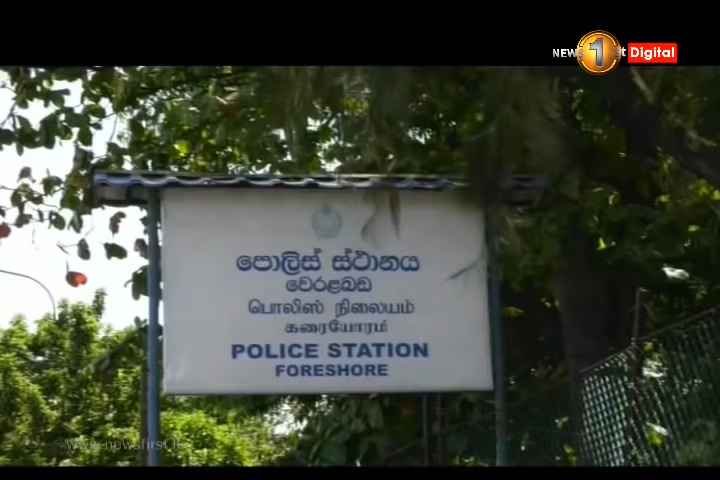 NEWS 1st Digital
පොලිස් ස්ථානය
වෙරළබඩ
பொலிஸ் நிலையம்
கரையோரம்
POLICE STATION
FORESHORE
www.newsfirst.lk